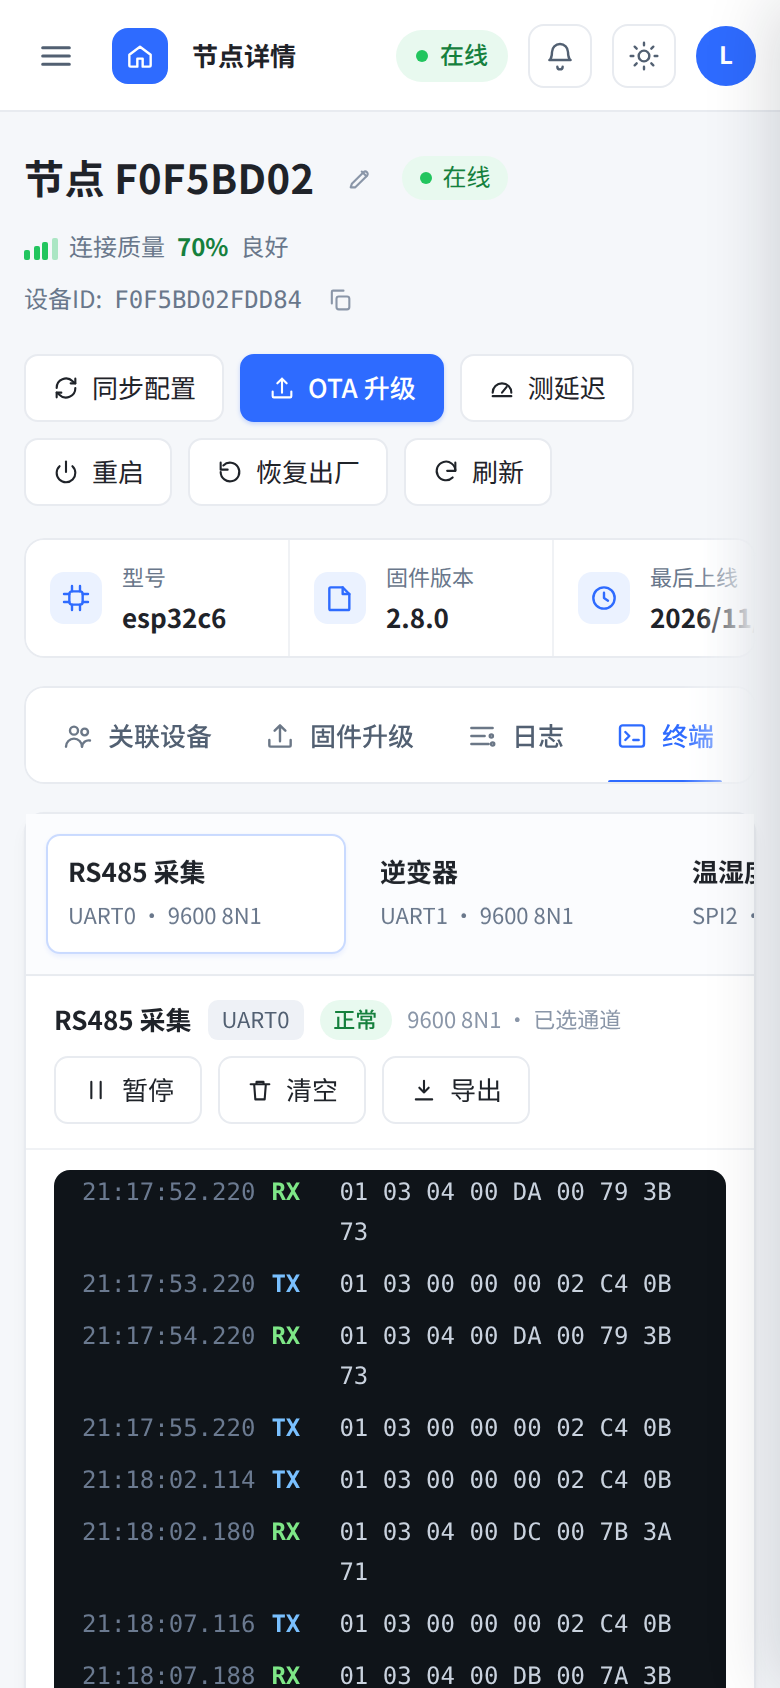 节点详情 在线 L
节点 F0F5BD02 在线
连接质量 70% 良好
设备ID: F0F5BD02FDD84
同步配置 OTA 升级 测延迟
重启 恢复出厂 刷新
型号 固件版本 最后上线
esp32c6 2.8.0 2026/11
关联设备 固件升级 日志 终端
RS485 采集 逆变器 温湿度
UART0 • 9600 8N1 UART1 • 9600 8N1 SPI2 •
RS485 采集 UART0 正常 9600 8N1 • 已选通道
暂停 清空 导出
21:17:52.220 RX 01 03 04 00 DA 00 79 3B
73
21:17:53.220 TX 01 03 00 00 00 02 C4 0B
21:17:54.220 RX 01 03 04 00 DA 00 79 3B
73
21:17:55.220 TX 01 03 00 00 00 02 C4 0B
21:18:02.114 TX 01 03 00 00 00 02 C4 0B
21:18:02.180 RX 01 03 04 00 DC 00 7B 3A
71
21:18:07.116 TX 01 03 00 00 00 02 C4 0B
21:18:07.188 RX 01 03 04 00 DB 00 7A 3B